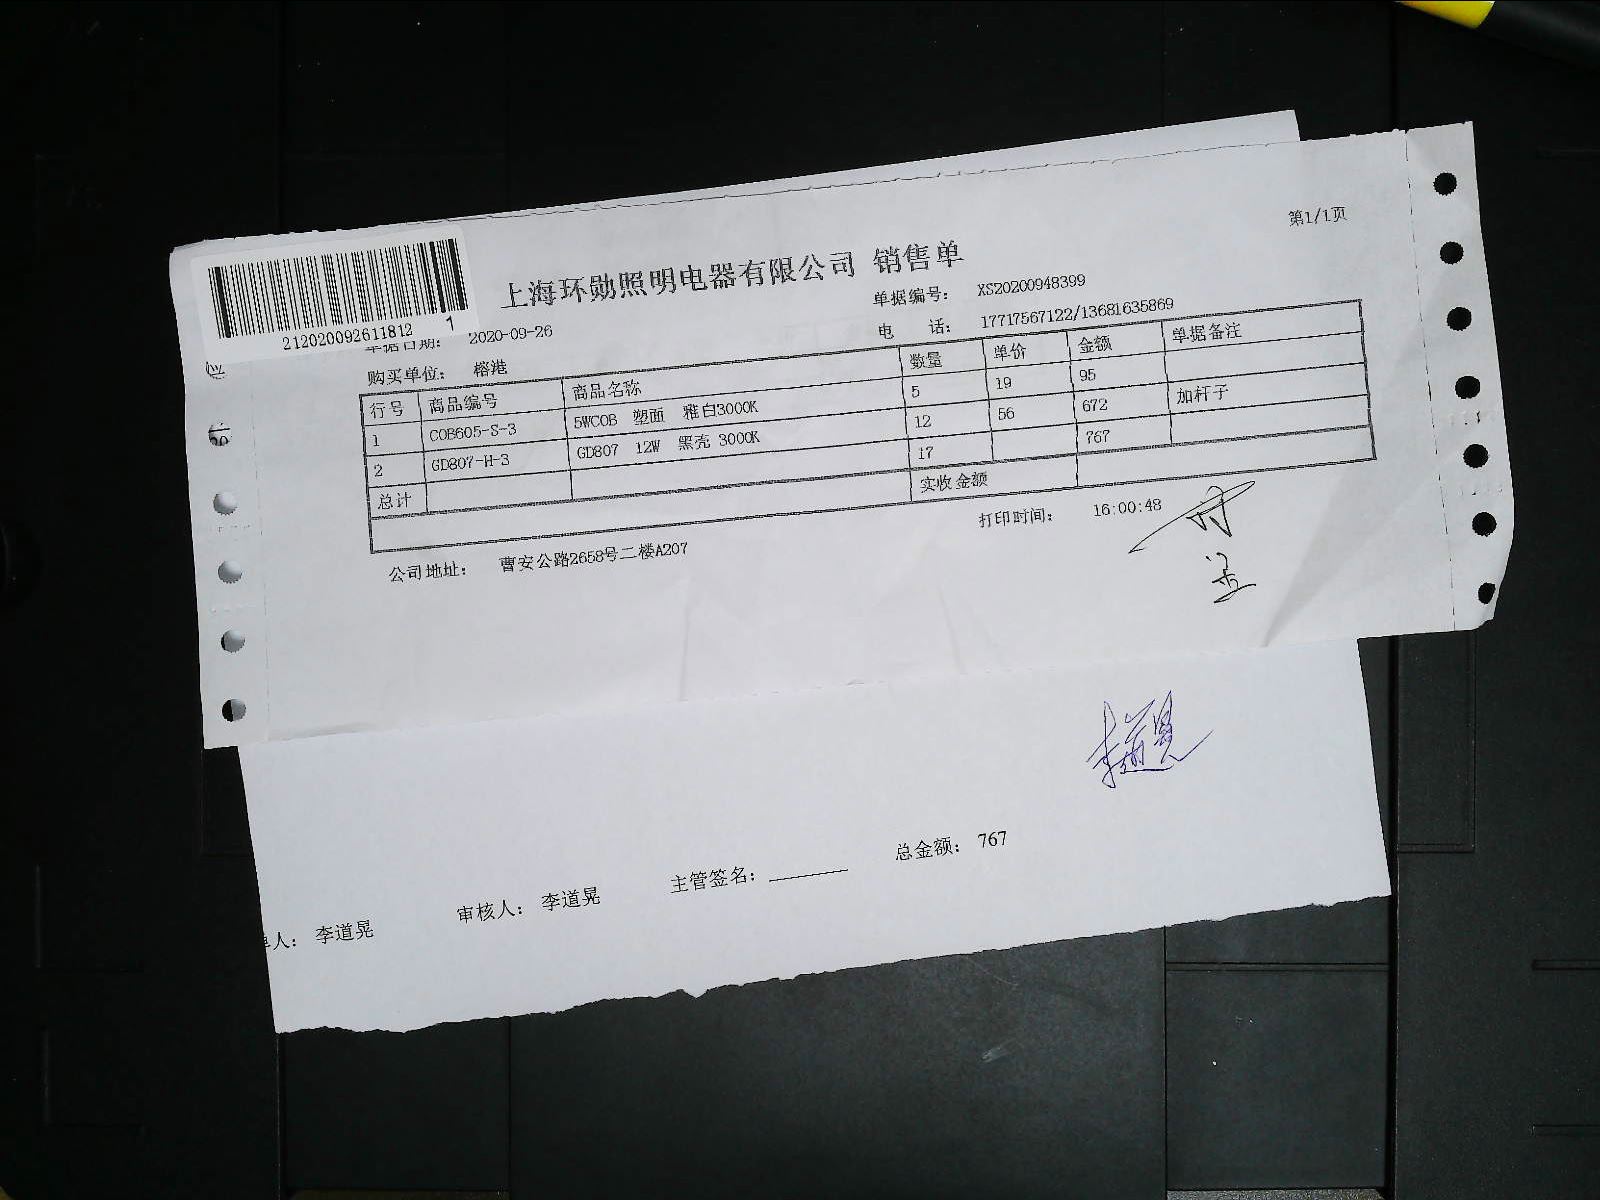 第1/1页
上海环勋照明电器有限公司 销售单
212020092611812 1
单据日期: 2020-09-26
单据编号: XS20200948399
购买单位: 榕港
电 话: 17717567122/13681635869
行号 商品编号 商品名称 数量 单价 金额 单据备注
1 COB605-S-3 5WCOB 塑面 雅白3000K 5 19 95
2 GD807-H-3 GD807 12W 黑壳 3000K 12 56 672 加杆子
总计 17 767
实收金额
公司地址: 曹安公路2658号二楼A207
打印时间: 16:00:48
李道晃
人: 李道晃 审核人: 李道晃 主管签名: 总金额: 767